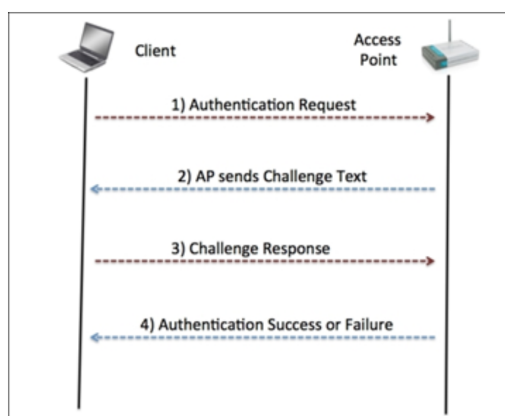 Client
Access
Point
1) Authentication Request
2) AP sends Challenge Text
3) Challenge Response
4) Authentication Success or Failure